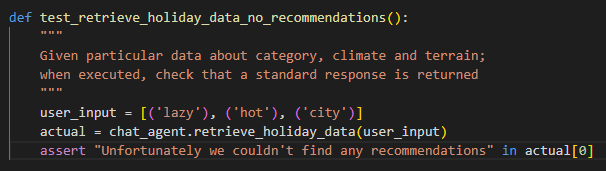 def test_retrieve_holiday_data_no_recommendations():
    """
    Given particular data about category, climate and terrain;
    when executed, check that a standard response is returned
    """
    user_input = [('lazy'), ('hot'), ('city')]
    actual = chat_agent.retrieve_holiday_data(user_input)
    assert "Unfortunately we couldn't find any recommendations" in actual[0]